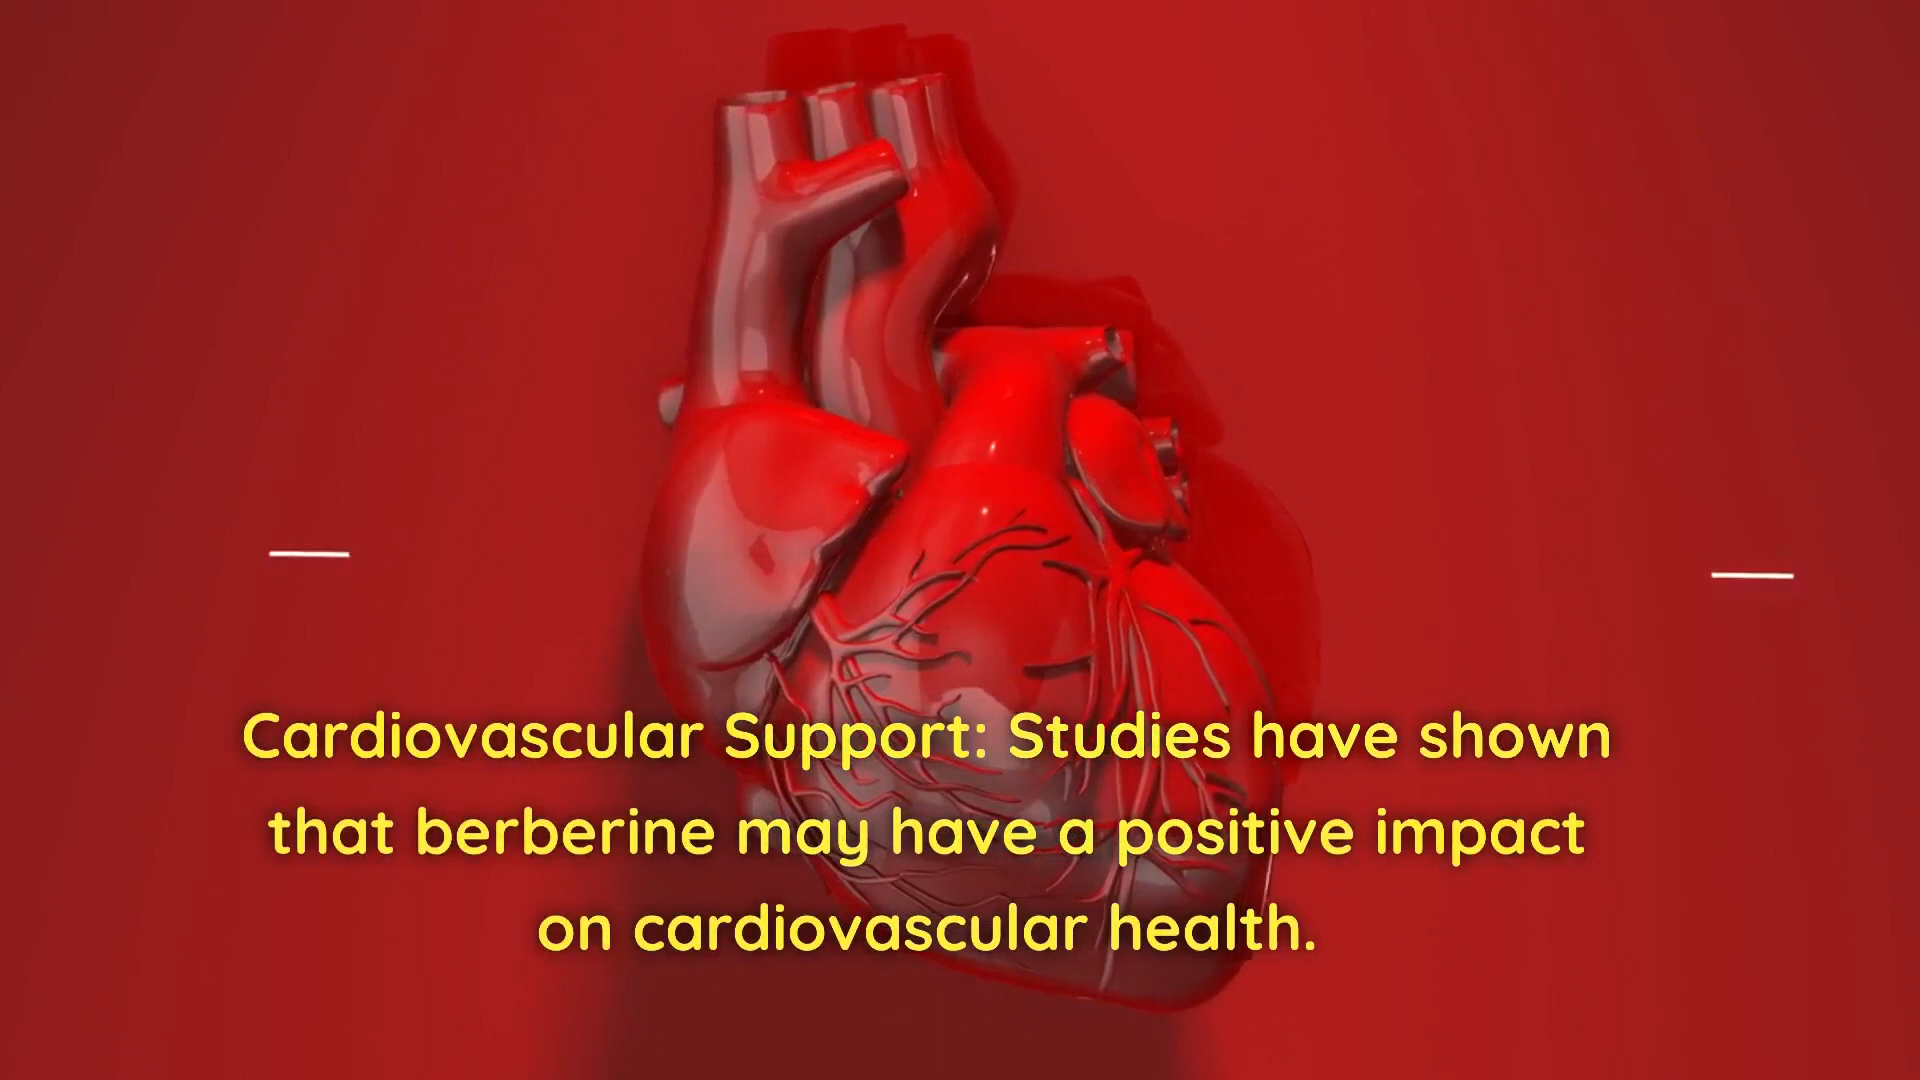 Cardiovascular Support: Studies have shown
that berberine may have a positive impact
on cardiovascular health.